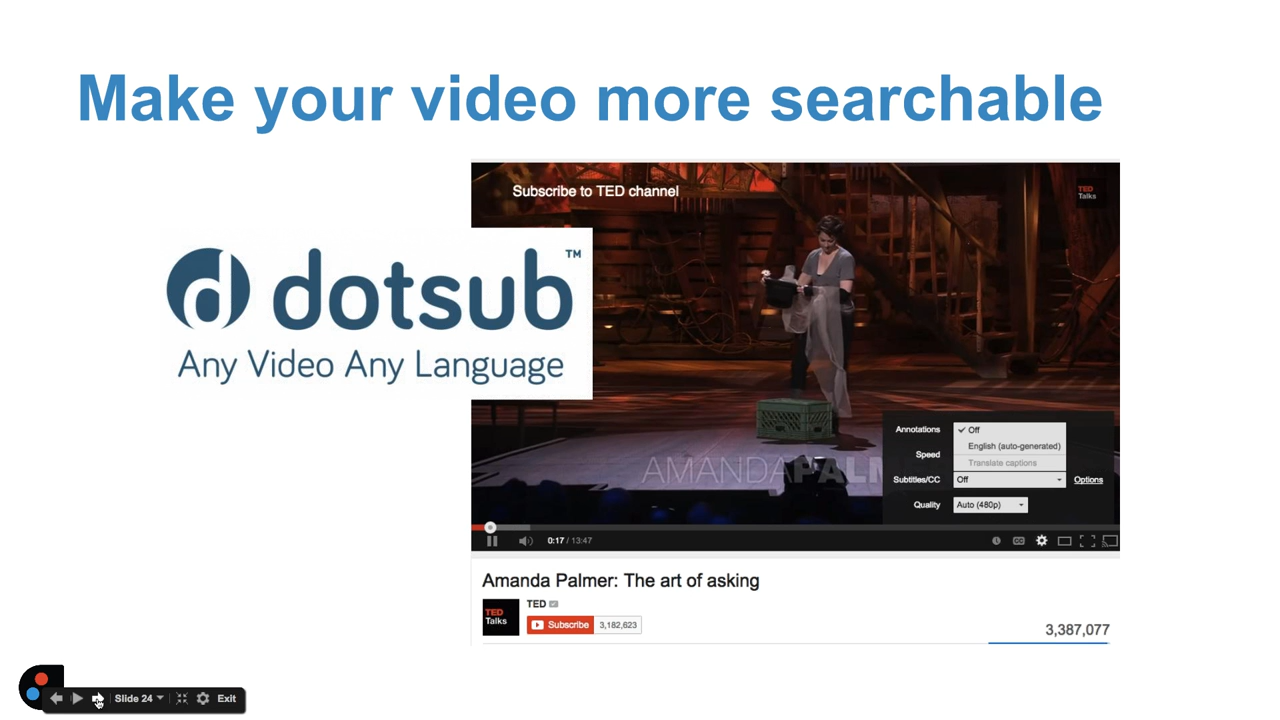 Make your video more searchable
Subscribe to TED channel
TED
Talks
dotsub™
Any Video Any Language
Annotations
✓ Off
English (auto-generated)
Translate captions
Speed
Subtitles/CC Off Options
Quality Auto (480p)
AMANDAPALM
0:17 / 13:47
CC
Amanda Palmer: The art of asking
TED
Talks
TED
Subscribe 3,182,623
3,387,077
Slide 24 Exit